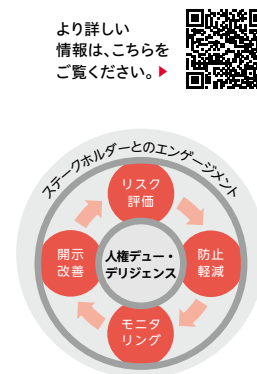 より詳しい
情報は、こちらを
ご覧ください。▶
ステークホルダーとのエンゲージメント
リスク
評価
開示
改善
人権デュー・
デリジェンス
防止
軽減
モニタ
リング